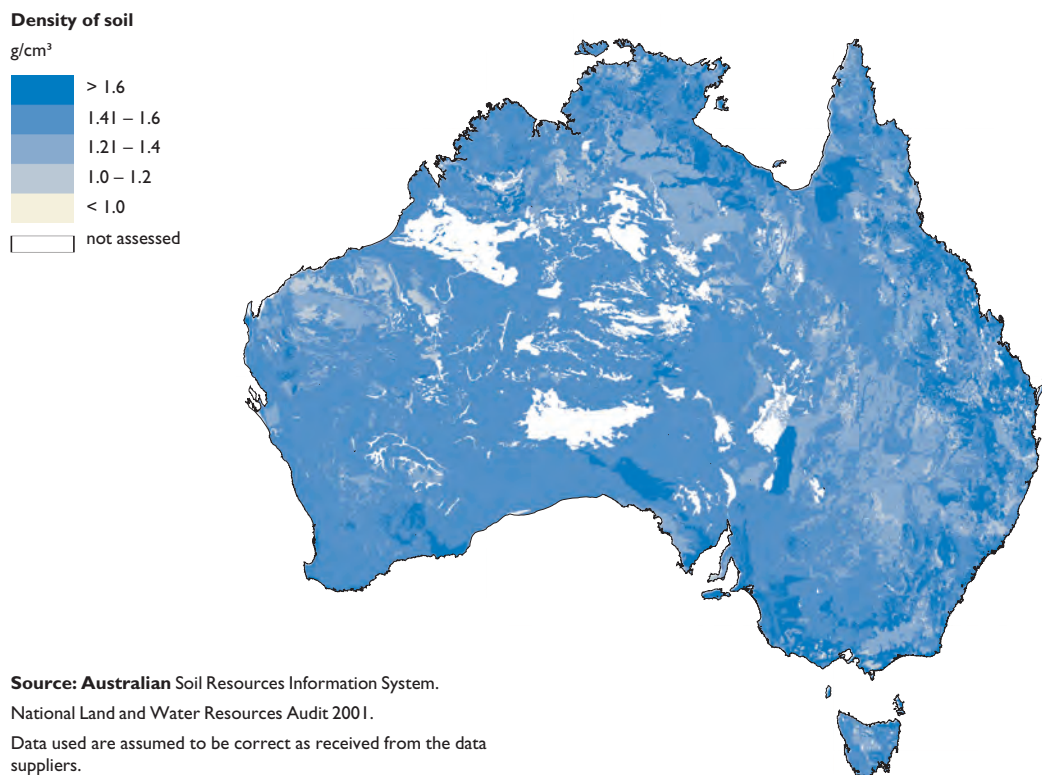 Density of soil
g/cm³
> 1.6
1.41 – 1.6
1.21 – 1.4
1.0 – 1.2
< 1.0
not assessed
Source: Australian Soil Resources Information System.
National Land and Water Resources Audit 2001.
Data used are assumed to be correct as received from the data
suppliers.